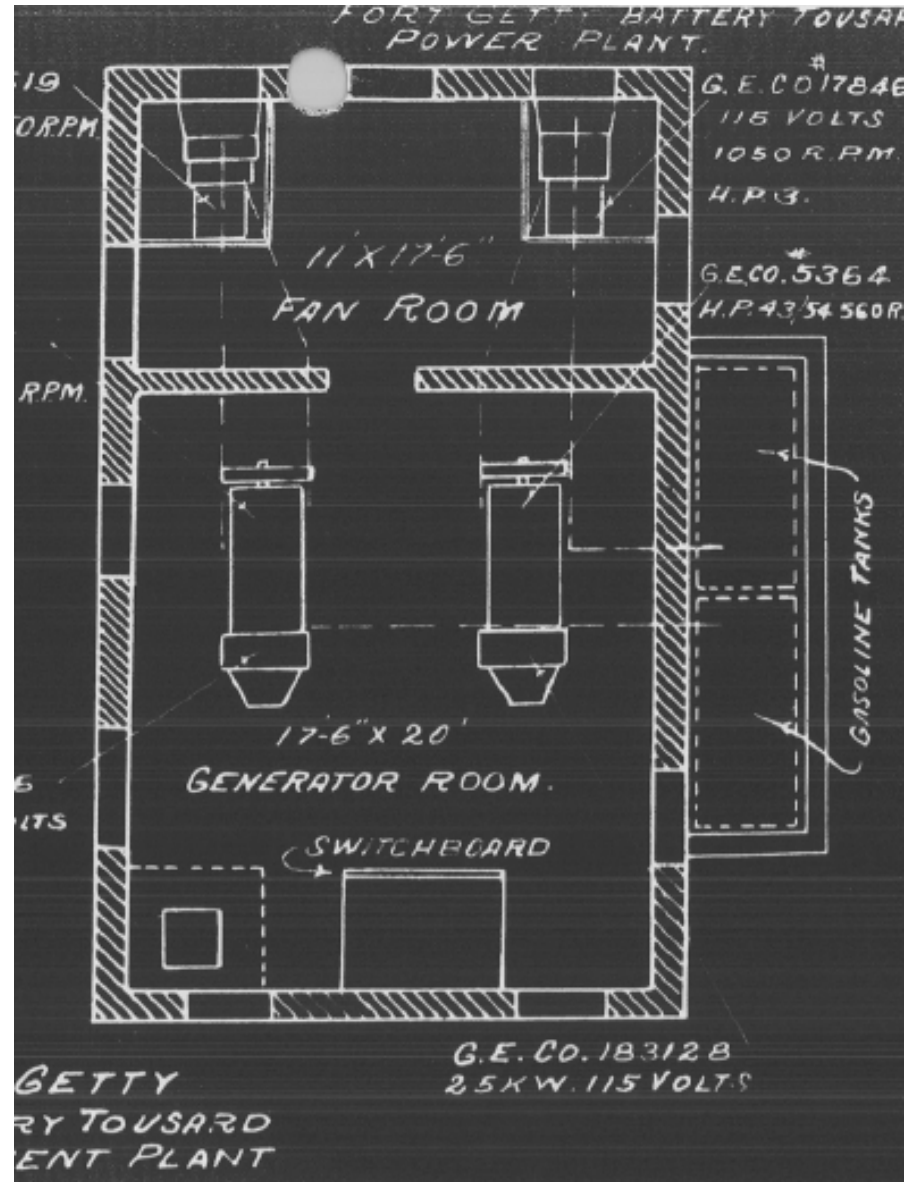 FORT GETTY BATTERY TOUSAR
POWER PLANT.
19
0 R.P.M.
G.E.CO #17846
115 VOLTS
1050 R.P.M.
H.P.3.
11' X 17'-6"
FAN ROOM
G.E.CO. #5364
H.P. 43/54 560 R.
R.P.M.
GASOLINE TANKS
17'-6" X 20'
GENERATOR ROOM.
6
LTS
SWITCHBOARD
G.E. CO. 183128
25 KW. 115 VOLTS
GETTY
RY TOUSARD
ENT PLANT